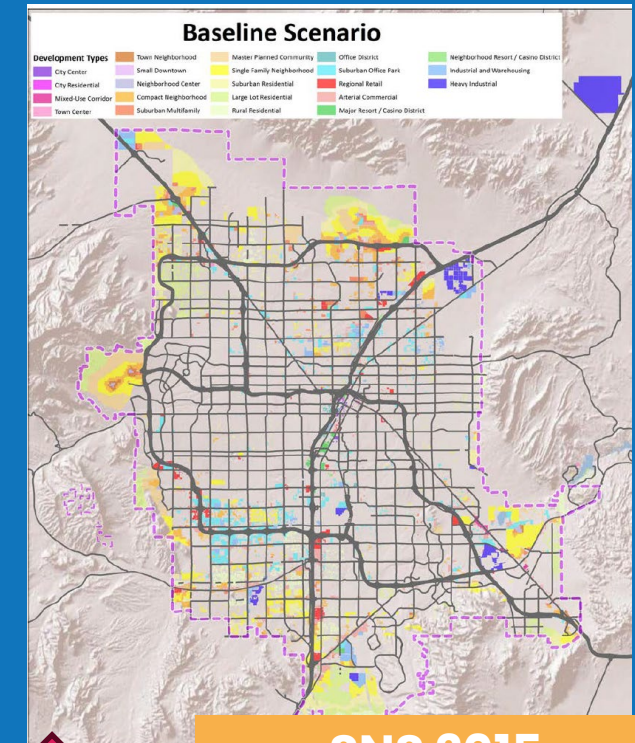 Baseline Scenario
Development Types
City Center
City Residential
Mixed-Use Corridor
Town Center
Town Neighborhood
Small Downtown
Neighborhood Center
Compact Neighborhood
Suburban Multifamily
Master Planned Community
Single Family Neighborhood
Suburban Residential
Large Lot Residential
Rural Residential
Office District
Suburban Office Park
Regional Retail
Arterial Commercial
Major Resort / Casino District
Neighborhood Resort / Casino District
Industrial and Warehousing
Heavy Industrial